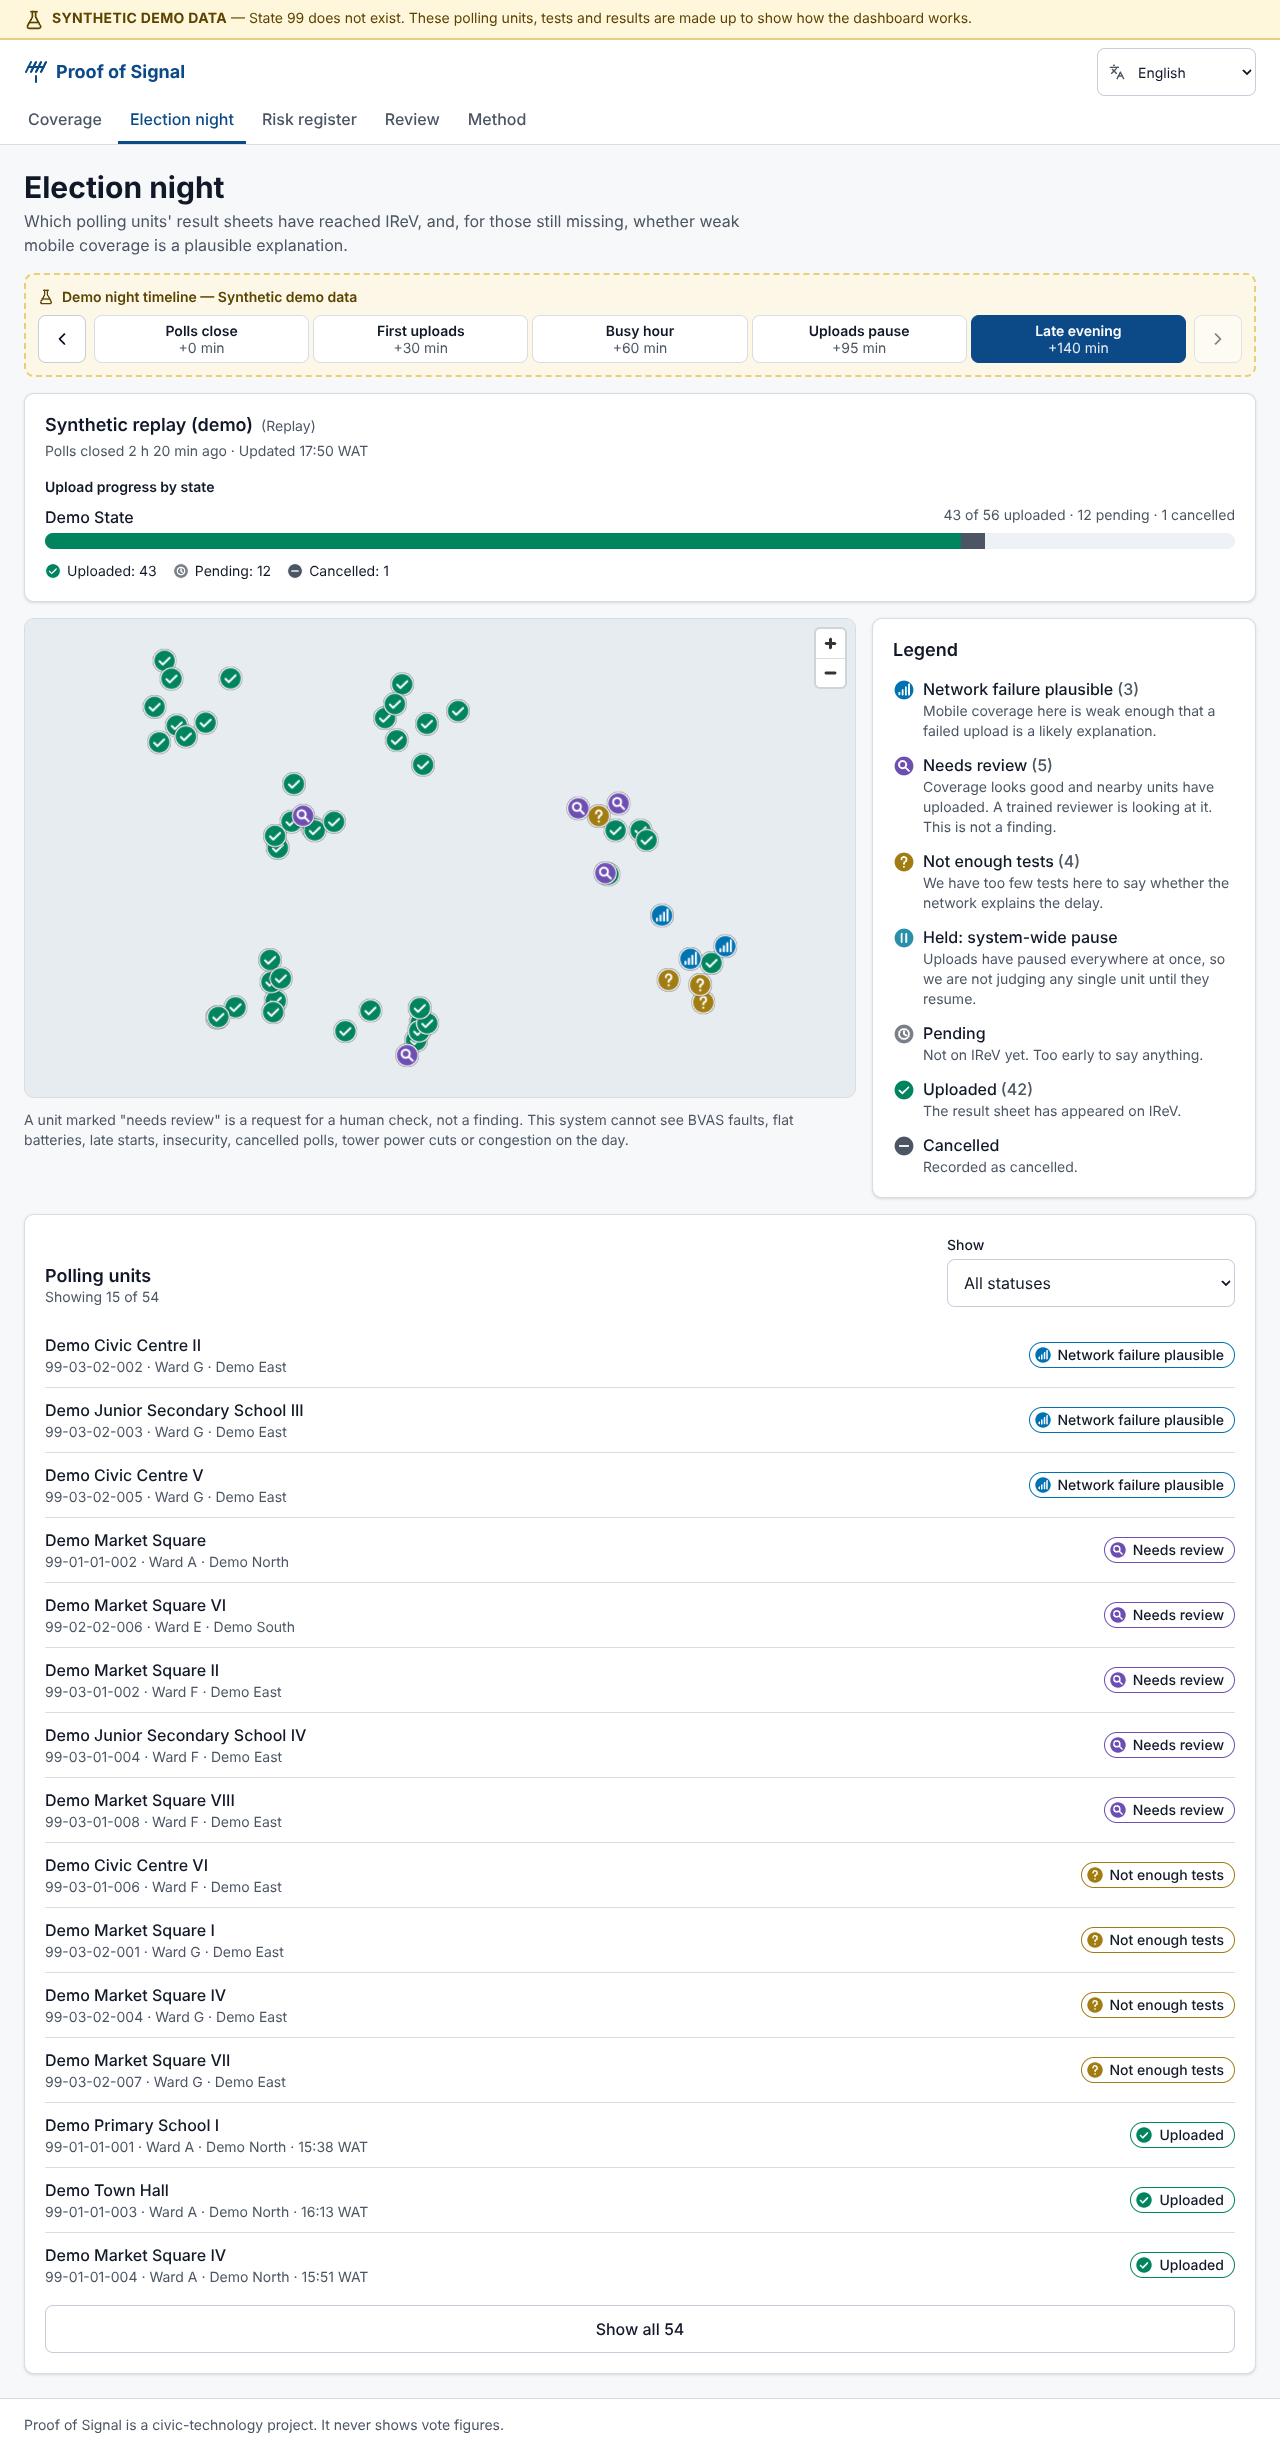 SYNTHETIC DEMO DATA — State 99 does not exist. These polling units, tests and results are made up to show how the dashboard works.
Proof of Signal
English
Coverage
Election night
Risk register
Review
Method
Election night
Which polling units' result sheets have reached IReV, and, for those still missing, whether weak
mobile coverage is a plausible explanation.
Demo night timeline — Synthetic demo data
Polls close
+0 min
First uploads
+30 min
Busy hour
+60 min
Uploads pause
+95 min
Late evening
+140 min
Synthetic replay (demo) (Replay)
Polls closed 2 h 20 min ago · Updated 17:50 WAT
Upload progress by state
Demo State
43 of 56 uploaded · 12 pending · 1 cancelled
Uploaded: 43
Pending: 12
Cancelled: 1
Legend
Network failure plausible (3)
Mobile coverage here is weak enough that a
failed upload is a likely explanation.
Needs review (5)
Coverage looks good and nearby units have
uploaded. A trained reviewer is looking at it.
This is not a finding.
Not enough tests (4)
We have too few tests here to say whether the
network explains the delay.
Held: system-wide pause
Uploads have paused everywhere at once, so
we are not judging any single unit until they
resume.
Pending
Not on IReV yet. Too early to say anything.
Uploaded (42)
The result sheet has appeared on IReV.
Cancelled
Recorded as cancelled.
A unit marked "needs review" is a request for a human check, not a finding. This system cannot see BVAS faults, flat
batteries, late starts, insecurity, cancelled polls, tower power cuts or congestion on the day.
Polling units
Showing 15 of 54
Show
All statuses
Demo Civic Centre II
99-03-02-002 · Ward G · Demo East
Network failure plausible
Demo Junior Secondary School III
99-03-02-003 · Ward G · Demo East
Network failure plausible
Demo Civic Centre V
99-03-02-005 · Ward G · Demo East
Network failure plausible
Demo Market Square
99-01-01-002 · Ward A · Demo North
Needs review
Demo Market Square VI
99-02-02-006 · Ward E · Demo South
Needs review
Demo Market Square II
99-03-01-002 · Ward F · Demo East
Needs review
Demo Junior Secondary School IV
99-03-01-004 · Ward F · Demo East
Needs review
Demo Market Square VIII
99-03-01-008 · Ward F · Demo East
Needs review
Demo Civic Centre VI
99-03-01-006 · Ward F · Demo East
Not enough tests
Demo Market Square I
99-03-02-001 · Ward G · Demo East
Not enough tests
Demo Market Square IV
99-03-02-004 · Ward G · Demo East
Not enough tests
Demo Market Square VII
99-03-02-007 · Ward G · Demo East
Not enough tests
Demo Primary School I
99-01-01-001 · Ward A · Demo North · 15:38 WAT
Uploaded
Demo Town Hall
99-01-01-003 · Ward A · Demo North · 16:13 WAT
Uploaded
Demo Market Square IV
99-01-01-004 · Ward A · Demo North · 15:51 WAT
Uploaded
Show all 54
Proof of Signal is a civic-technology project. It never shows vote figures.